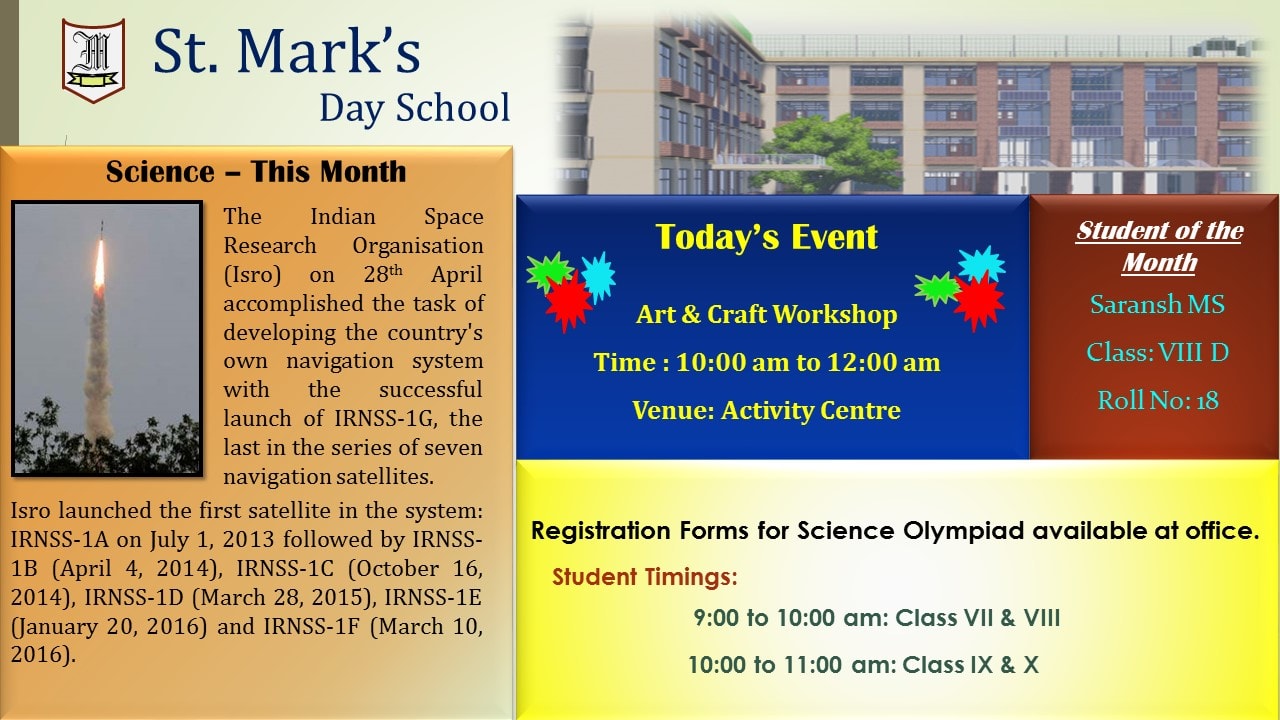 M
St. Mark’s
Day School
Science – This Month
The Indian Space
Research Organisation
(Isro) on 28th April
accomplished the task of
developing the country's
own navigation system
with the successful
launch of IRNSS-1G, the
last in the series of seven
navigation satellites.
Isro launched the first satellite in the system:
IRNSS-1A on July 1, 2013 followed by IRNSS-
1B (April 4, 2014), IRNSS-1C (October 16,
2014), IRNSS-1D (March 28, 2015), IRNSS-1E
(January 20, 2016) and IRNSS-1F (March 10,
2016).
Today’s Event
Art & Craft Workshop
Time : 10:00 am to 12:00 am
Venue: Activity Centre
Student of the
Month
Saransh MS
Class: VIII D
Roll No: 18
Registration Forms for Science Olympiad available at office.
Student Timings:
9:00 to 10:00 am: Class VII & VIII
10:00 to 11:00 am: Class IX & X